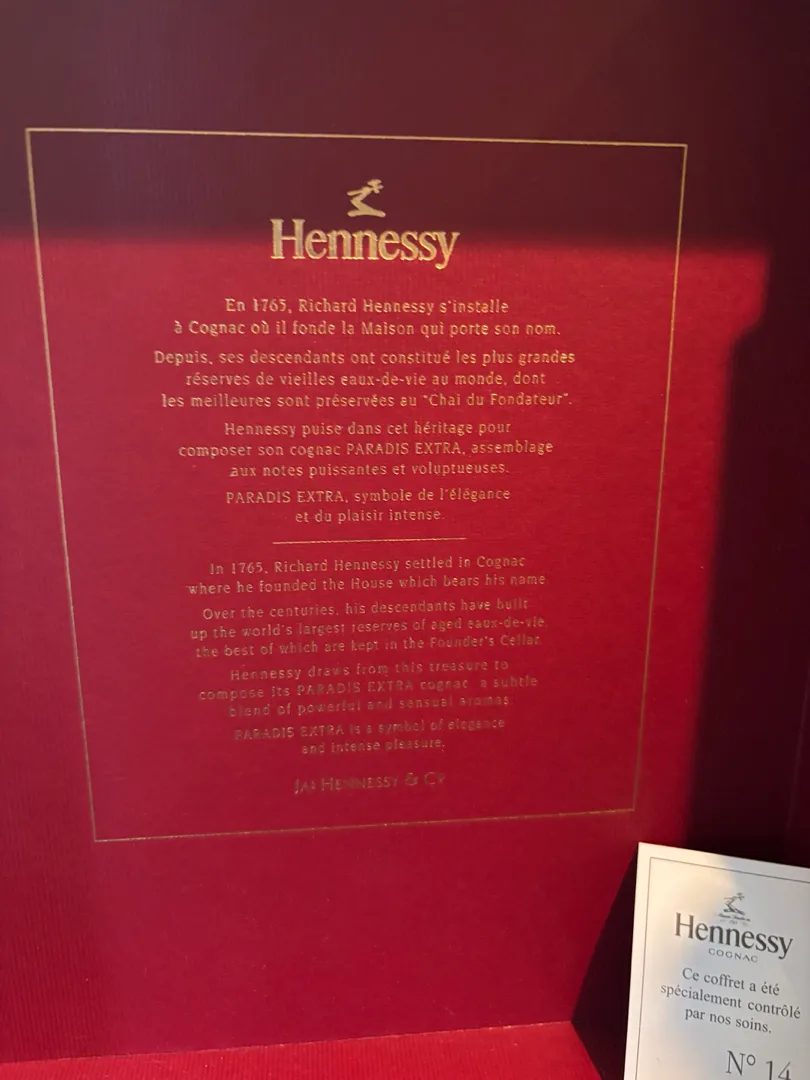 Hennessy
En 1765, Richard Hennessy s'installe
à Cognac où il fonde la Maison qui porte son nom.
Depuis, ses descendants ont constitué les plus grandes
réserves de vieilles eaux-de-vie au monde, dont
les meilleures sont préservées au "Chai du Fondateur".
Hennessy puise dans cet héritage pour
composer son cognac PARADIS EXTRA, assemblage
aux notes puissantes et voluptueuses.
PARADIS EXTRA, symbole de l'élégance
et du plaisir intense.
In 1765, Richard Hennessy settled in Cognac
where he founded the House which bears his name.
Over the centuries, his descendants have built
up the world's largest reserves of aged eaux-de-vie,
the best of which are kept in the Founder's Cellar.
Hennessy draws from this treasure to
compose its PARADIS EXTRA cognac a subtle
blend of powerful and sensual aromas
PARADIS EXTRA is a symbol of elegance
and intense pleasure.
JAs HENNESSY & Co
Hennessy
COGNAC
Ce coffret a été
spécialement contrôlé
par nos soins.
N° 14